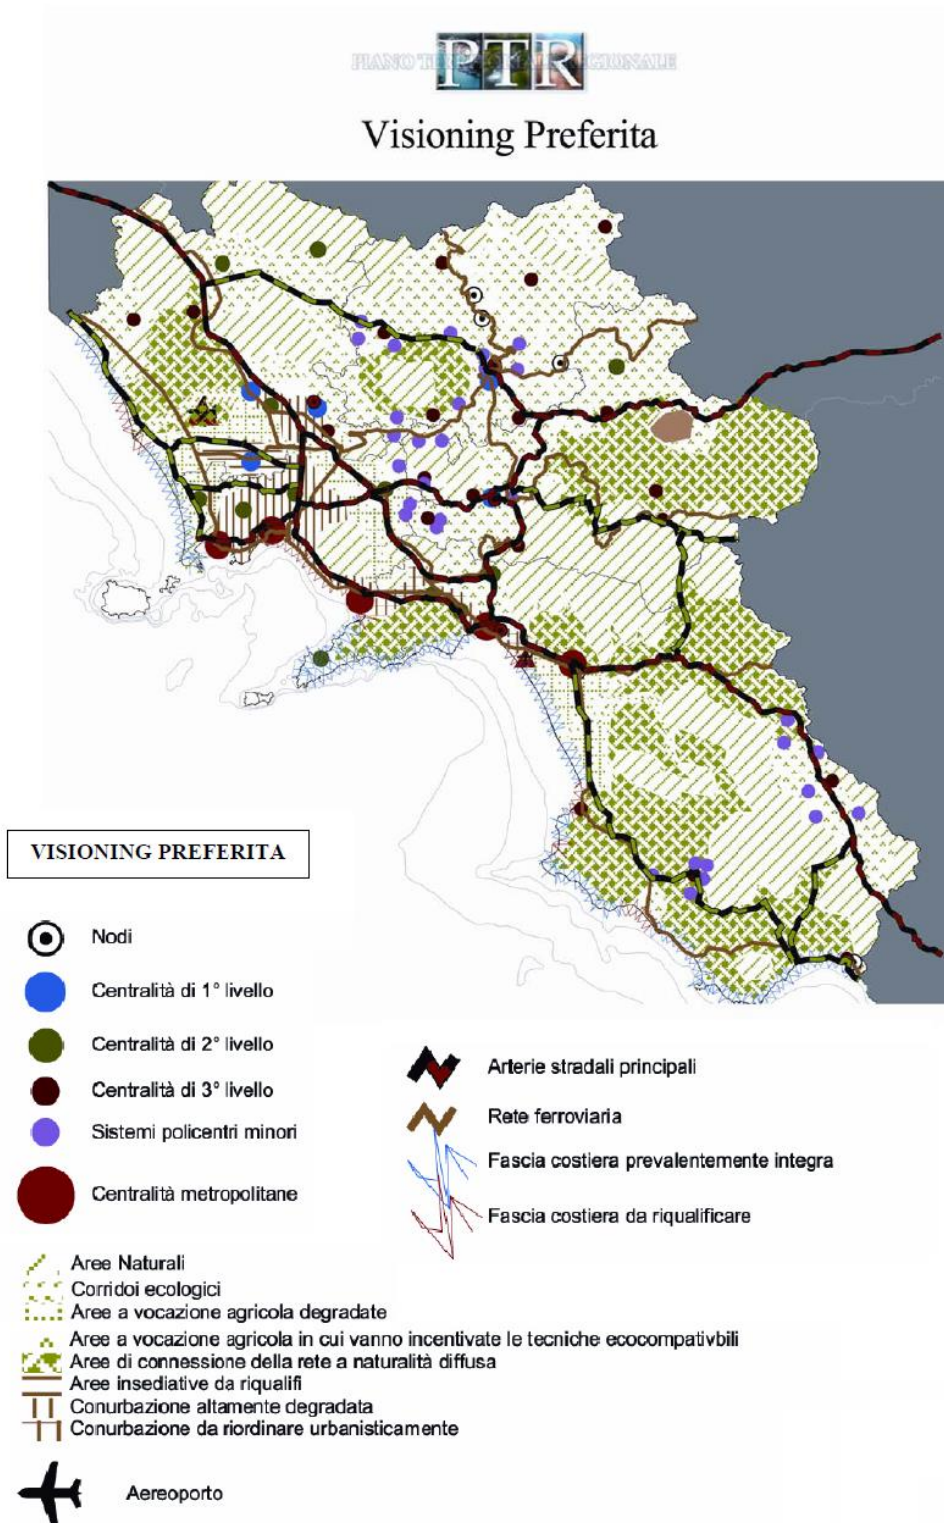 PIANO TERRITORIALE REGIONALE
PTR
Visioning Preferita
VISIONING PREFERITA
Nodi
Centralità di 1° livello
Centralità di 2° livello
Centralità di 3° livello
Sistemi policentri minori
Centralità metropolitane
Arterie stradali principali
Rete ferroviaria
Fascia costiera prevalentemente integra
Fascia costiera da riqualificare
Aree Naturali
Corridoi ecologici
Aree a vocazione agricola degradate
Aree a vocazione agricola in cui vanno incentivate le tecniche ecocompativbili
Aree di connessione della rete a naturalità diffusa
Aree insediative da riqualifi
Conurbazione altamente degradata
Conurbazione da riordinare urbanisticamente
Aereoporto